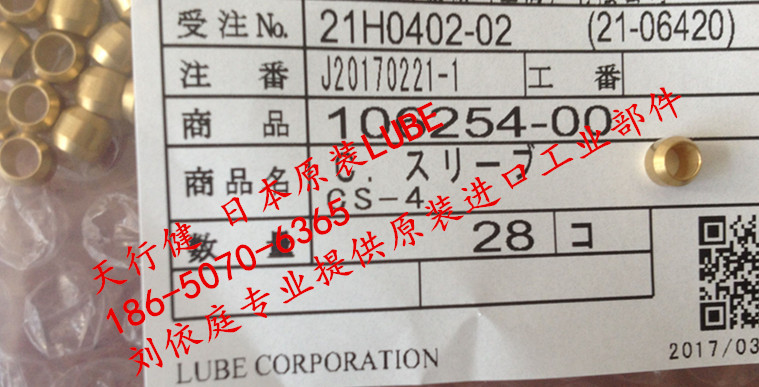 受注No. 21H0402-02 (21-06420)
注番 J20170221-1 工番
商品 106254-00
商品名 C. スリーブ
CS-4
数量 28 コ
LUBE CORPORATION
2017/03
天行健 日本原装LUBE
186-5070-6365
刘依庭专业提供原装进口工业部件